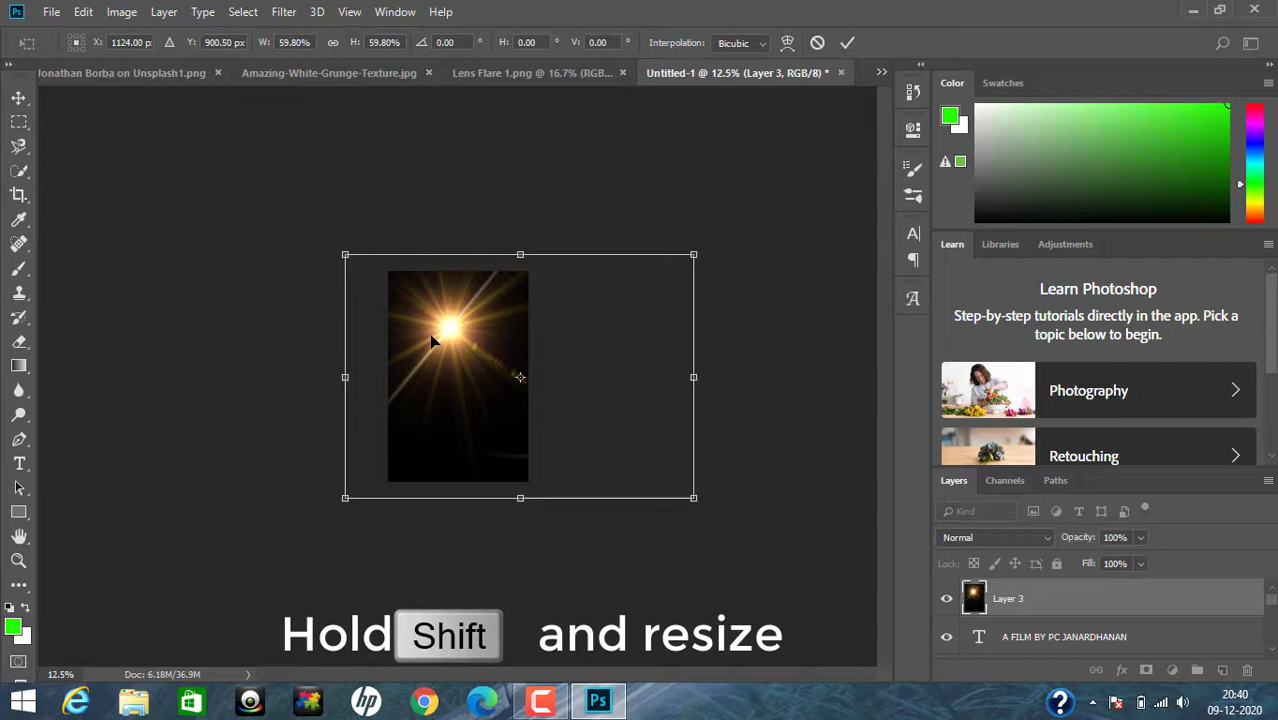 Ps File Edit Image Layer Type Select Filter 3D View Window Help
X: 1124.00 px Y: 900.50 px W: 59.80% H: 59.80% 0.00 ° H: 0.00 ° V: 0.00 ° Interpolation: Bicubic
Jonathan Borba on Unsplash1.png × Amazing-White-Grunge-Texture.jpg × Lens Flare 1.png @ 16.7% (RGB... × Untitled-1 @ 12.5% (Layer 3, RGB/8) * ×
Color Swatches
Learn Libraries Adjustments
Learn Photoshop
Step-by-step tutorials directly in the app. Pick a
topic below to begin.
Photography
Retouching
Layers Channels Paths
Kind
Normal Opacity: 100%
Lock: Fill: 100%
Layer 3
T A FILM BY PC JANARDHANAN
Hold Shift and resize
12.5% Doc: 6.18M/36.9M
hp Ps
20:40
09-12-2020